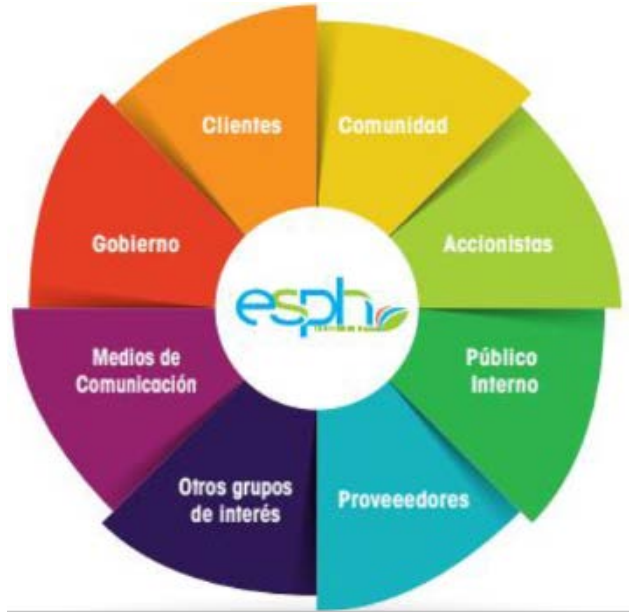 Clientes
Comunidad
Accionistas
Público
Interno
Proveeedores
Otros grupos
de interés
Medios de
Comunicación
Gobierno
esph